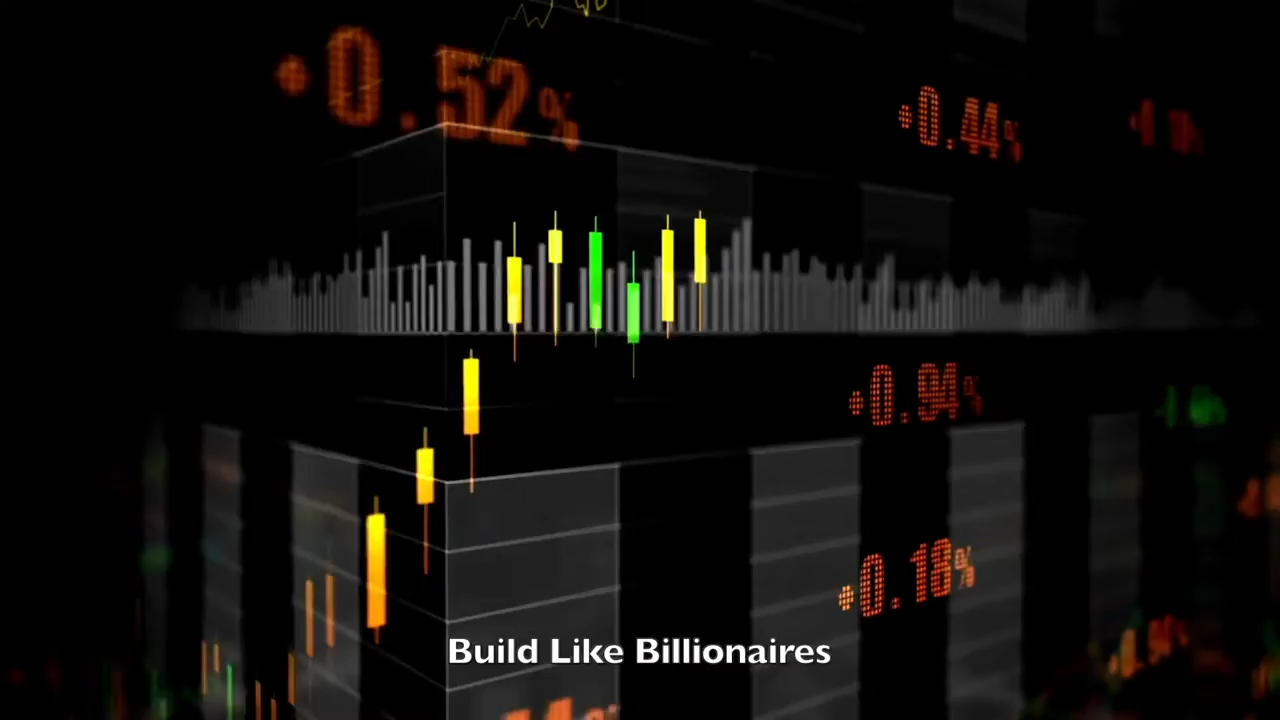 +0.52%
+0.44%
+0.94%
+0.18%
Build Like Billionaires